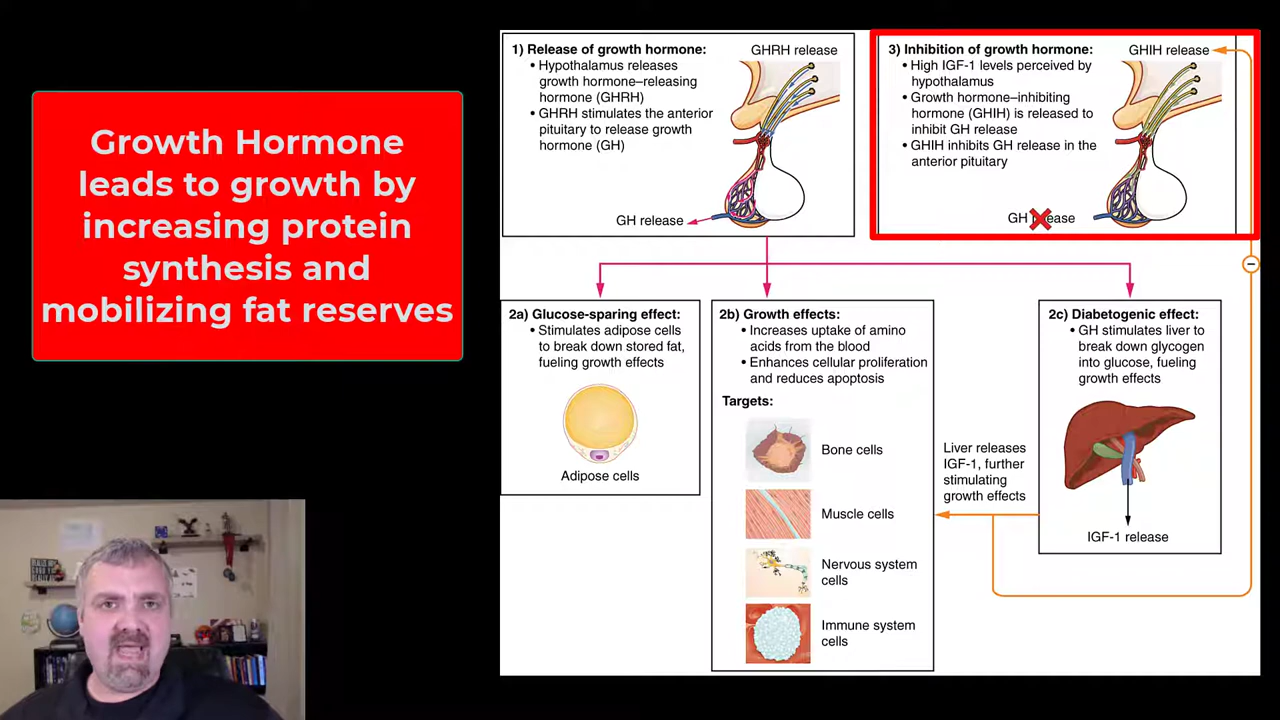 Growth Hormone
leads to growth by
increasing protein
synthesis and
mobilizing fat reserves
1) Release of growth hormone:
GHRH release
• Hypothalamus releases
growth hormone–releasing
hormone (GHRH)
• GHRH stimulates the anterior
pituitary to release growth
hormone (GH)
GH release
3) Inhibition of growth hormone:
GHIH release
• High IGF-1 levels perceived by
hypothalamus
• Growth hormone–inhibiting
hormone (GHIH) is released to
inhibit GH release
• GHIH inhibits GH release in the
anterior pituitary
GH release
−
2a) Glucose-sparing effect:
• Stimulates adipose cells
to break down stored fat,
fueling growth effects
Adipose cells
2b) Growth effects:
• Increases uptake of amino
acids from the blood
• Enhances cellular proliferation
and reduces apoptosis
Targets:
Bone cells
Muscle cells
Nervous system
cells
Immune system
cells
Liver releases
IGF-1, further
stimulating
growth effects
2c) Diabetogenic effect:
• GH stimulates liver to
break down glycogen
into glucose, fueling
growth effects
IGF-1 release